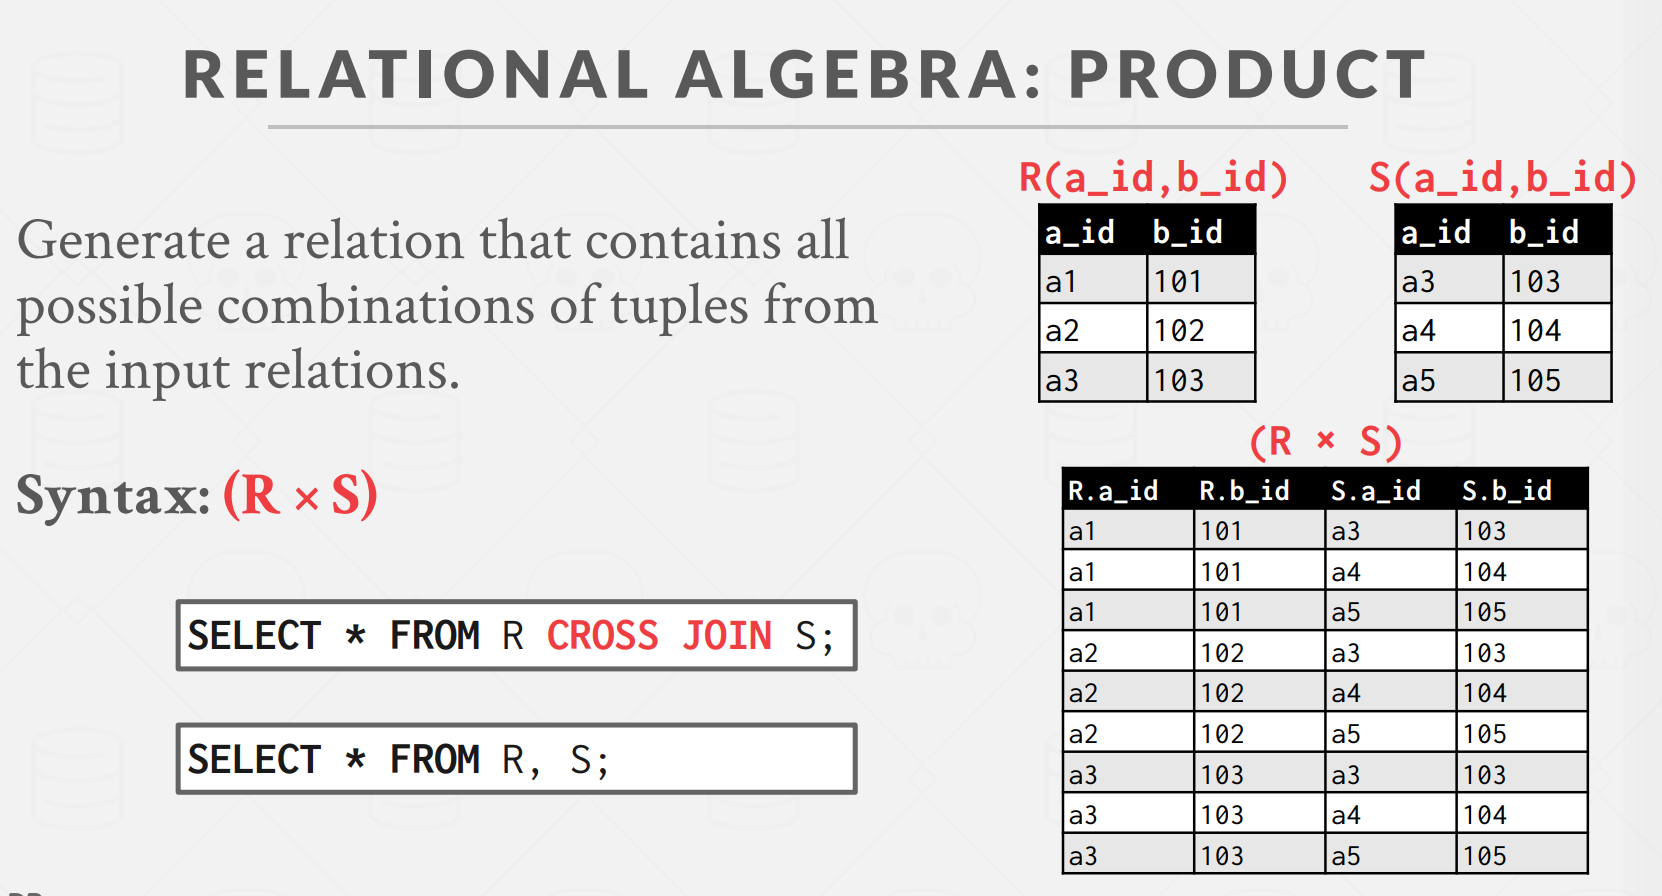 RELATIONAL ALGEBRA: PRODUCT
Generate a relation that contains all
possible combinations of tuples from
the input relations.
Syntax: (R × S)
SELECT * FROM R CROSS JOIN S;
SELECT * FROM R, S;
R(a_id,b_id)
a_id b_id
a1 101
a2 102
a3 103
S(a_id,b_id)
a_id b_id
a3 103
a4 104
a5 105
(R × S)
R.a_id R.b_id S.a_id S.b_id
a1 101 a3 103
a1 101 a4 104
a1 101 a5 105
a2 102 a3 103
a2 102 a4 104
a2 102 a5 105
a3 103 a3 103
a3 103 a4 104
a3 103 a5 105